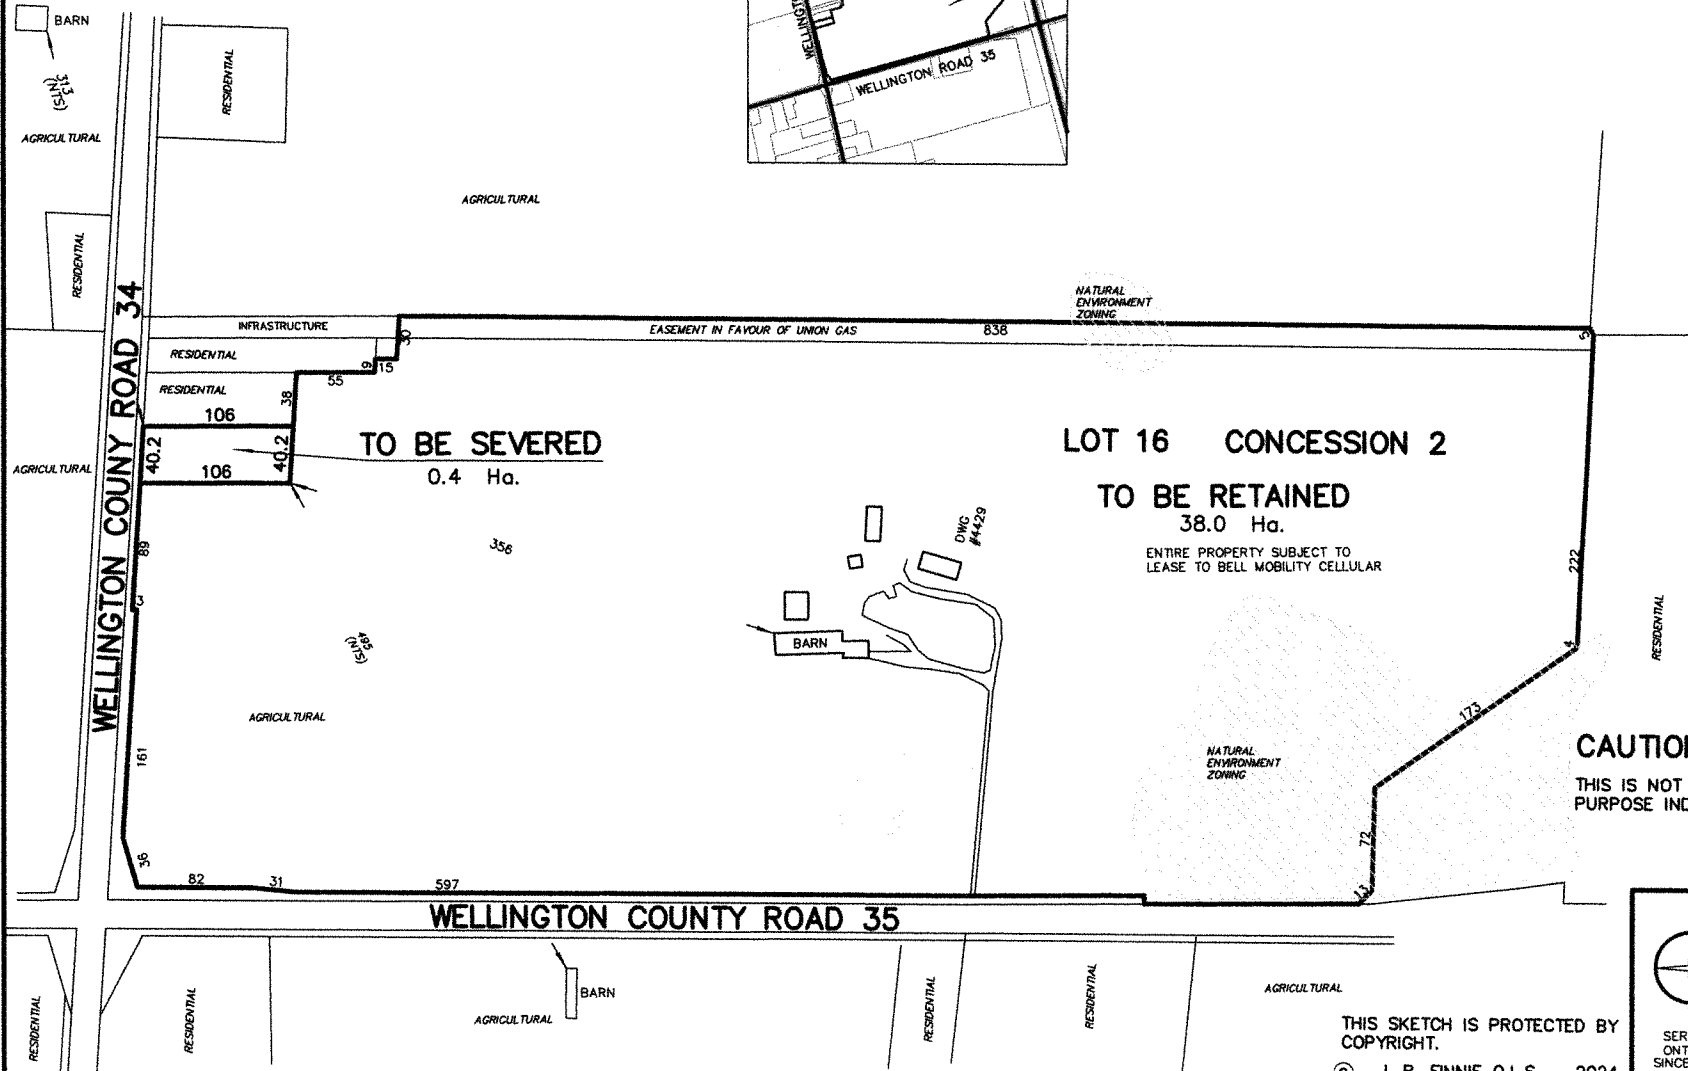 BARN
313
(NTS)
AGRICULTURAL
RESIDENTIAL
WELLINGTON
WELLINGTON ROAD 35
AGRICULTURAL
RESIDENTIAL
WELLINGTON COUNY ROAD 34
NATURAL
ENVIRONMENT
ZONING
INFRASTRUCTURE
30
EASEMENT IN FAVOUR OF UNION GAS
838
5
RESIDENTIAL
9
15
55
RESIDENTIAL
38
106
40.2
40.2
106
TO BE SEVERED
0.4 Ha.
LOT 16 CONCESSION 2
TO BE RETAINED
38.0 Ha.
ENTIRE PROPERTY SUBJECT TO
LEASE TO BELL MOBILITY CELLULAR
AGRICULTURAL
89
3
356
DWG
#4429
222
RESIDENTIAL
BARN
495
(NTS)
4
173
AGRICULTURAL
161
NATURAL
ENVIRONMENT
ZONING
CAUTIO
THIS IS NOT
PURPOSE IND
72
36
82
31
597
13
WELLINGTON COUNTY ROAD 35
RESIDENTIAL
RESIDENTIAL
BARN
AGRICULTURAL
RESIDENTIAL
RESIDENTIAL
AGRICULTURAL
THIS SKETCH IS PROTECTED BY
COPYRIGHT.
SER
ONT
SINCE